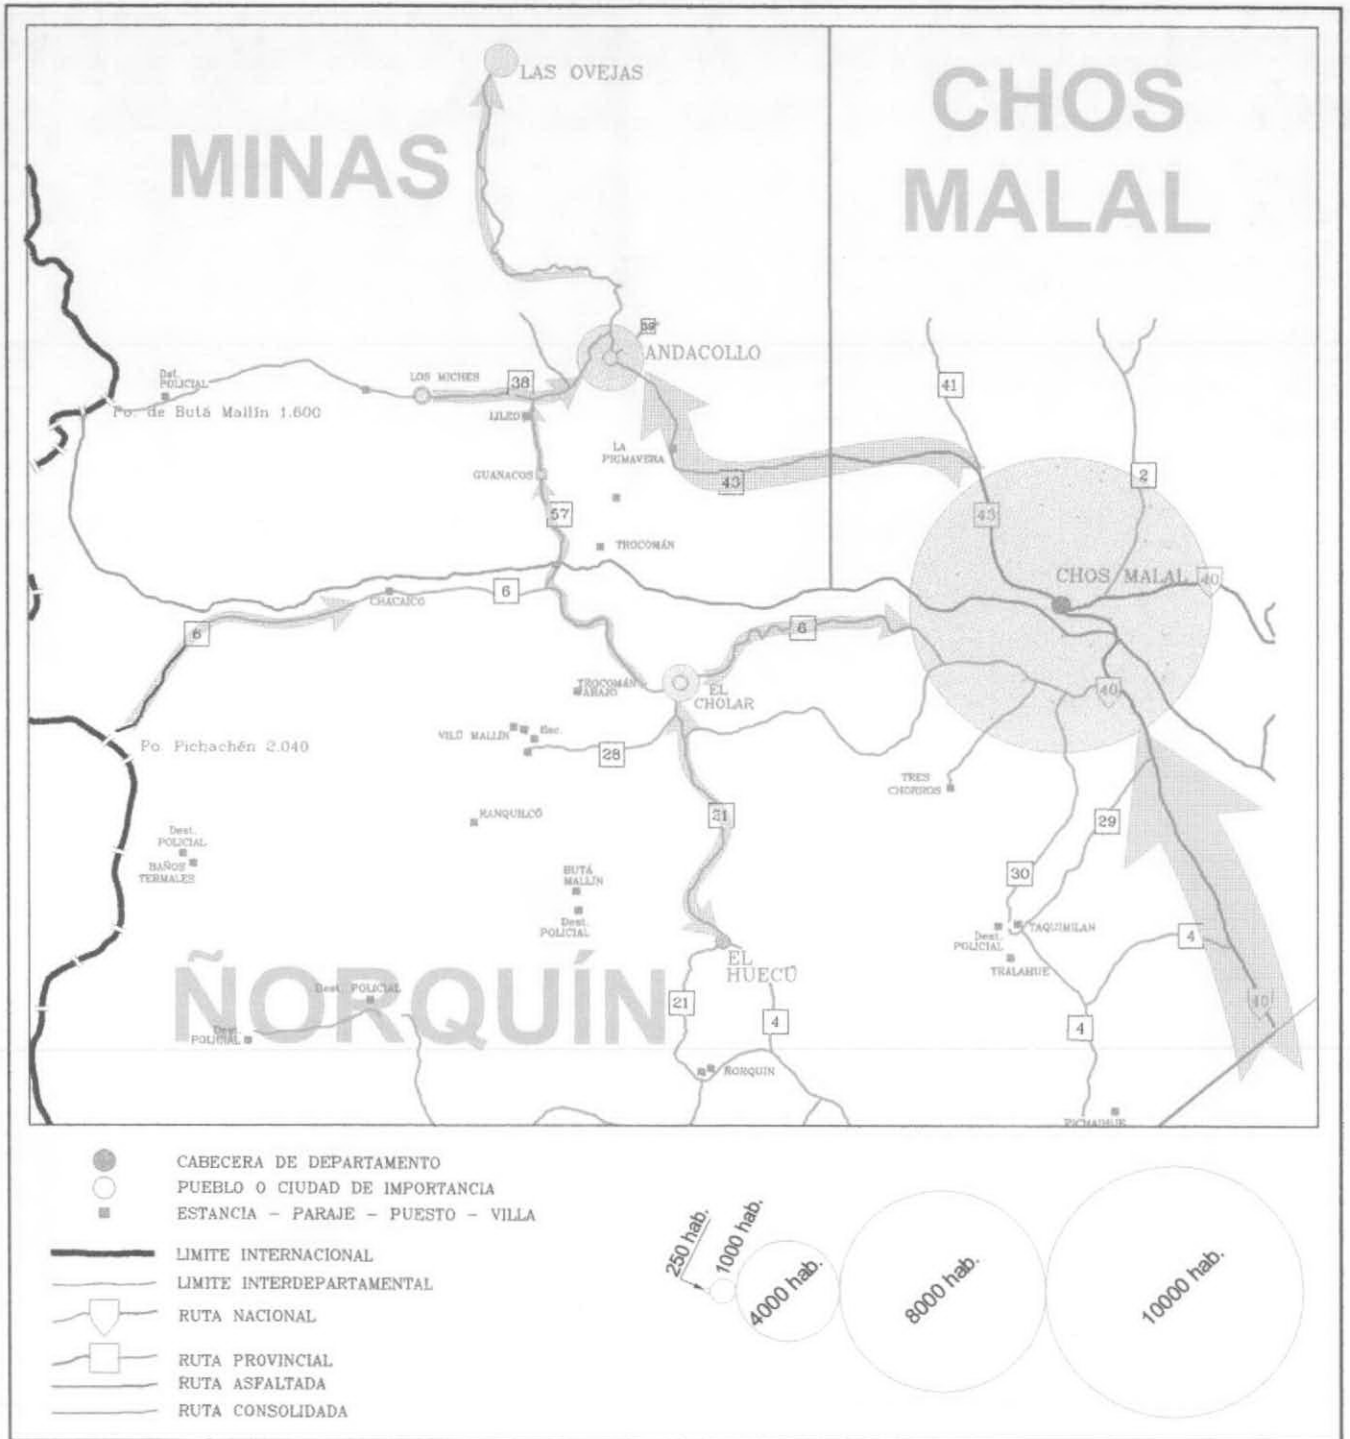 LAS OVEJAS
CHOS
MALAL
MINAS
39
ANDACOLLO
Det.
POLICIAL
LOS MICHES
38
41
Po. de Butá Mallín 1.600
LILEO
LA
PRIMAVERA
GUANACOS
43
2
57
43
TROCOMÁN
CHOS MALAL
40
CHACAICO
6
6
6
TROCOMÁN
ABAJO
EL
CHOLAR
40
VILÚ MALLÍN
Esc.
Po. Pichachén 2.040
28
TRES
CHORROS
RANQUILCÓ
21
29
Dest.
POLICIAL
BAÑOS
TERMALES
BUTÁ
MALLÍN
30
Dest.
POLICIAL
Dest.
POLICIAL
TAQUIMILAN
4
TRALAHUE
EL
HUECÚ
ÑORQUÍN
Dest. POLICIAL
21
40
Dest.
POLICIAL
4
4
ÑORQUIN
PICHAIHUE
CABECERA DE DEPARTAMENTO
PUEBLO O CIUDAD DE IMPORTANCIA
ESTANCIA - PARAJE - PUESTO - VILLA
LIMITE INTERNACIONAL
LIMITE INTERDEPARTAMENTAL
RUTA NACIONAL
RUTA PROVINCIAL
RUTA ASFALTADA
RUTA CONSOLIDADA
250 hab.
1000 hab.
4000 hab.
8000 hab.
10000 hab.